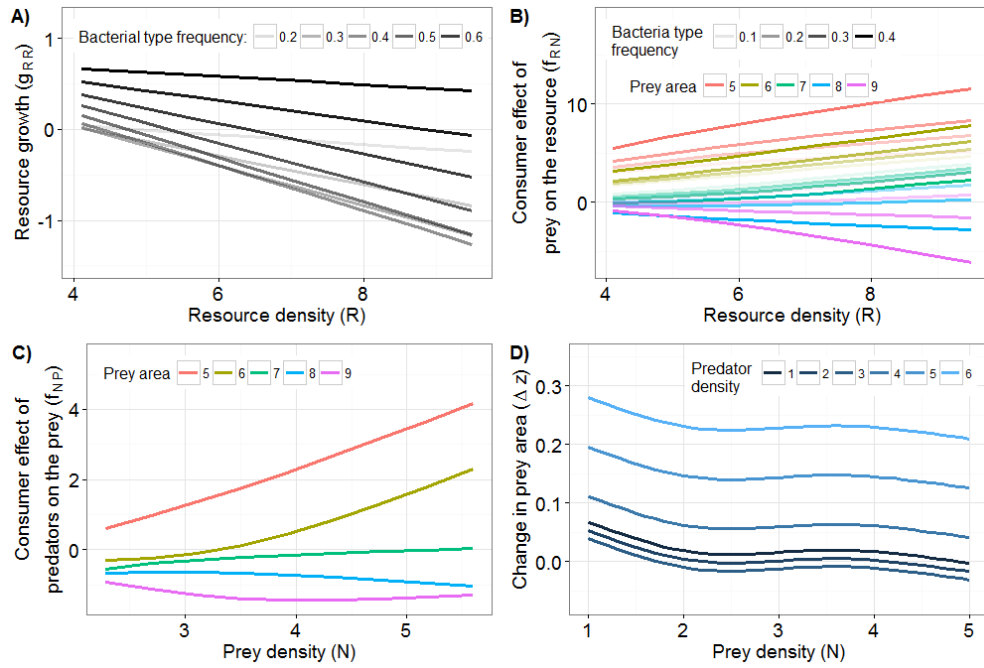 A)
Resource growth (gRR)
1
0
-1
Bacterial type frequency: 0.2 0.3 0.4 0.5 0.6
4 6 8
Resource density (R)
B)
Consumer effect of
prey on the resource (fRN)
10
0
Bacteria type
frequency 0.1 0.2 0.3 0.4
Prey area 5 6 7 8 9
4 6 8
Resource density (R)
C)
Consumer effect of
predators on the prey (fNP)
4
2
0
Prey area 5 6 7 8 9
3 4 5
Prey density (N)
D)
Change in prey area (Δ z)
0.3
0.2
0.1
0.0
Predator
density 1 2 3 4 5 6
1 2 3 4 5
Prey density (N)